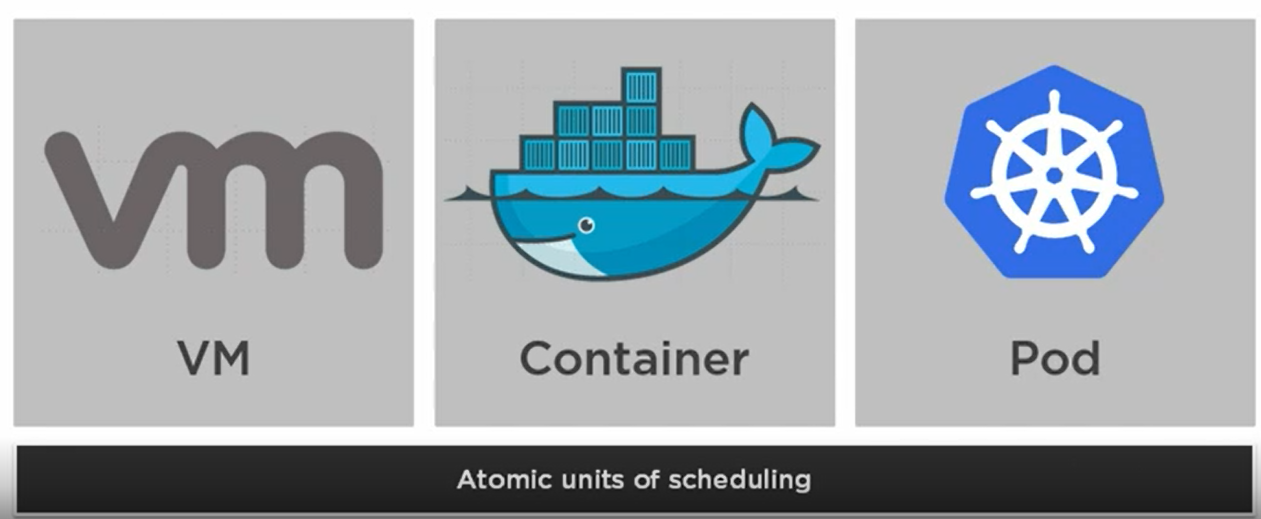 vm
VM
Container
Pod
Atomic units of scheduling